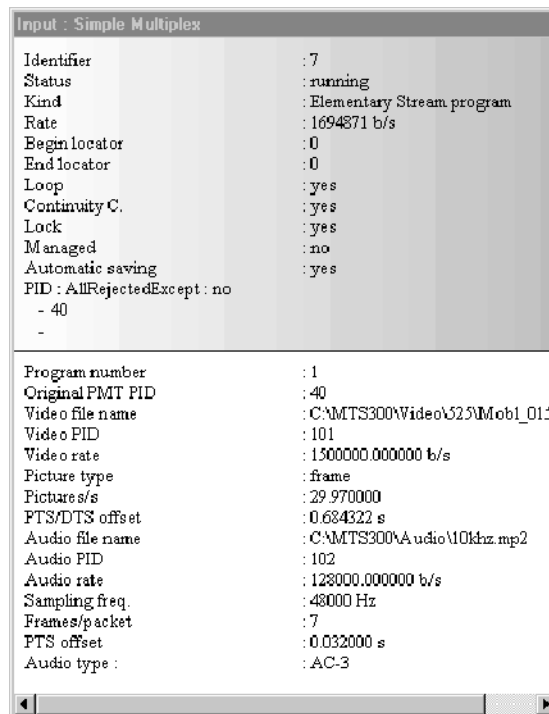 Input : Simple Multiplex
Identifier : 7
Status : running
Kind : Elementary Stream program
Rate : 1694871 b/s
Begin locator : 0
End locator : 0
Loop : yes
Continuity C. : yes
Lock : yes
Managed : no
Automatic saving : yes
PID : AllRejectedExcept : no
- 40
-
Program number : 1
Original PMT PID : 40
Video file name : C:\MTS300\Video\525\Mobl_015
Video PID : 101
Video rate : 1500000.000000 b/s
Picture type : frame
Pictures/s : 29.970000
PTS/DTS offset : 0.684322 s
Audio file name : C:\MTS300\Audio\10khz.mp2
Audio PID : 102
Audio rate : 128000.000000 b/s
Sampling freq. : 48000 Hz
Frames/packet : 7
PTS offset : 0.032000 s
Audio type : : AC-3